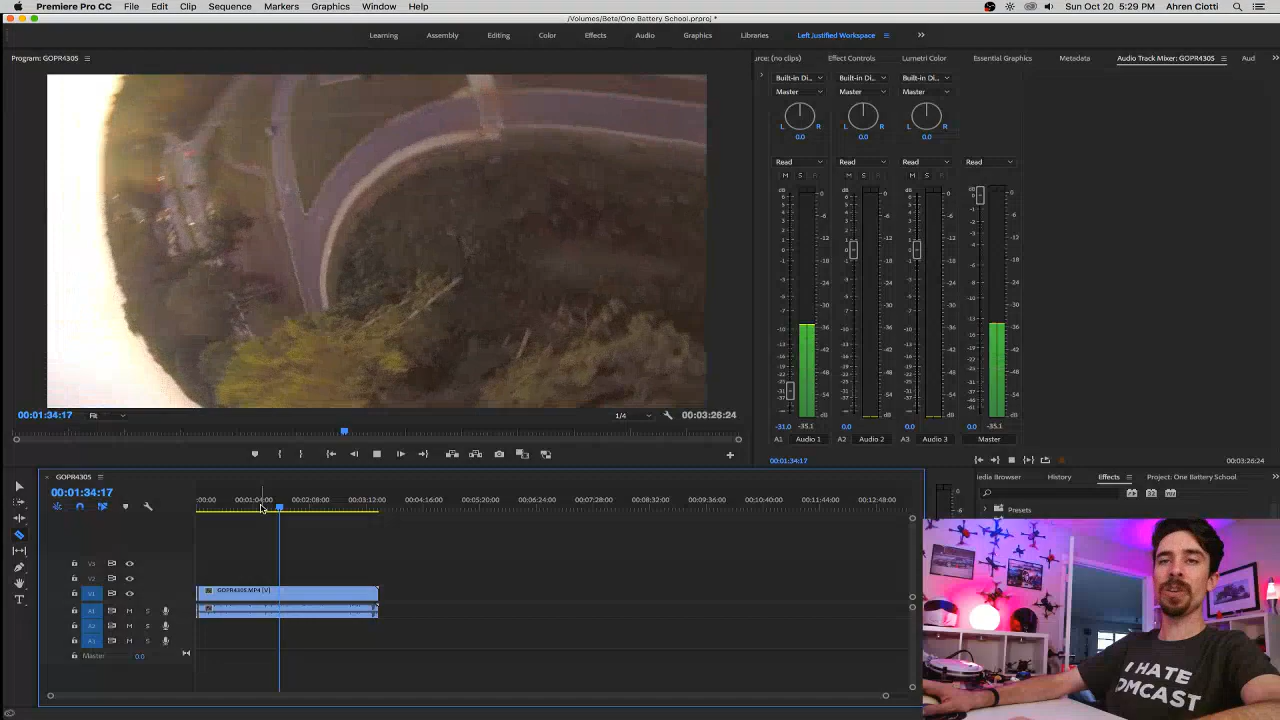 Premiere Pro CC File Edit Clip Sequence Markers Graphics Window Help Sun Oct 20 5:29 PM Ahren Ciotti
/Volumes/Beta/One Battery School.prproj *
Learning Assembly Editing Color Effects Audio Graphics Libraries Left Justified Workspace
Program: GOPR4305 urce: (no clips) Effect Controls Lumetri Color Essential Graphics Metadata Audio Track Mixer: GOPR4305 Aud
Built-in Di... Built-in Di... Built-in Di...
Master Master Master
L R L R L R
0.0 0.0 0.0
Read Read Read Read
M S R M S R M S R
00:01:34:17 Fit 1/4 00:03:26:24
-31.0 -35.1 0.0 0.0 0.0 -35.1
A1 Audio 1 A2 Audio 2 A3 Audio 3 Master
00:01:34:17 00:03:26:24
GOPR4305 edia Browser History Effects Project: One Battery School
00:01:34:17
:00:00 00:01:04:00 00:02:08:00 00:03:12:00 00:04:16:00 00:05:20:00 00:06:24:00 00:07:28:00 00:08:32:00 00:09:36:00 00:10:40:00 00:11:44:00 00:12:48:00
Presets
V3
V2
V1 GOPR4305.MP4 [V]
A1 M S
A2 M S
A3 M S
Master 0.0
I HATE
OMCAST